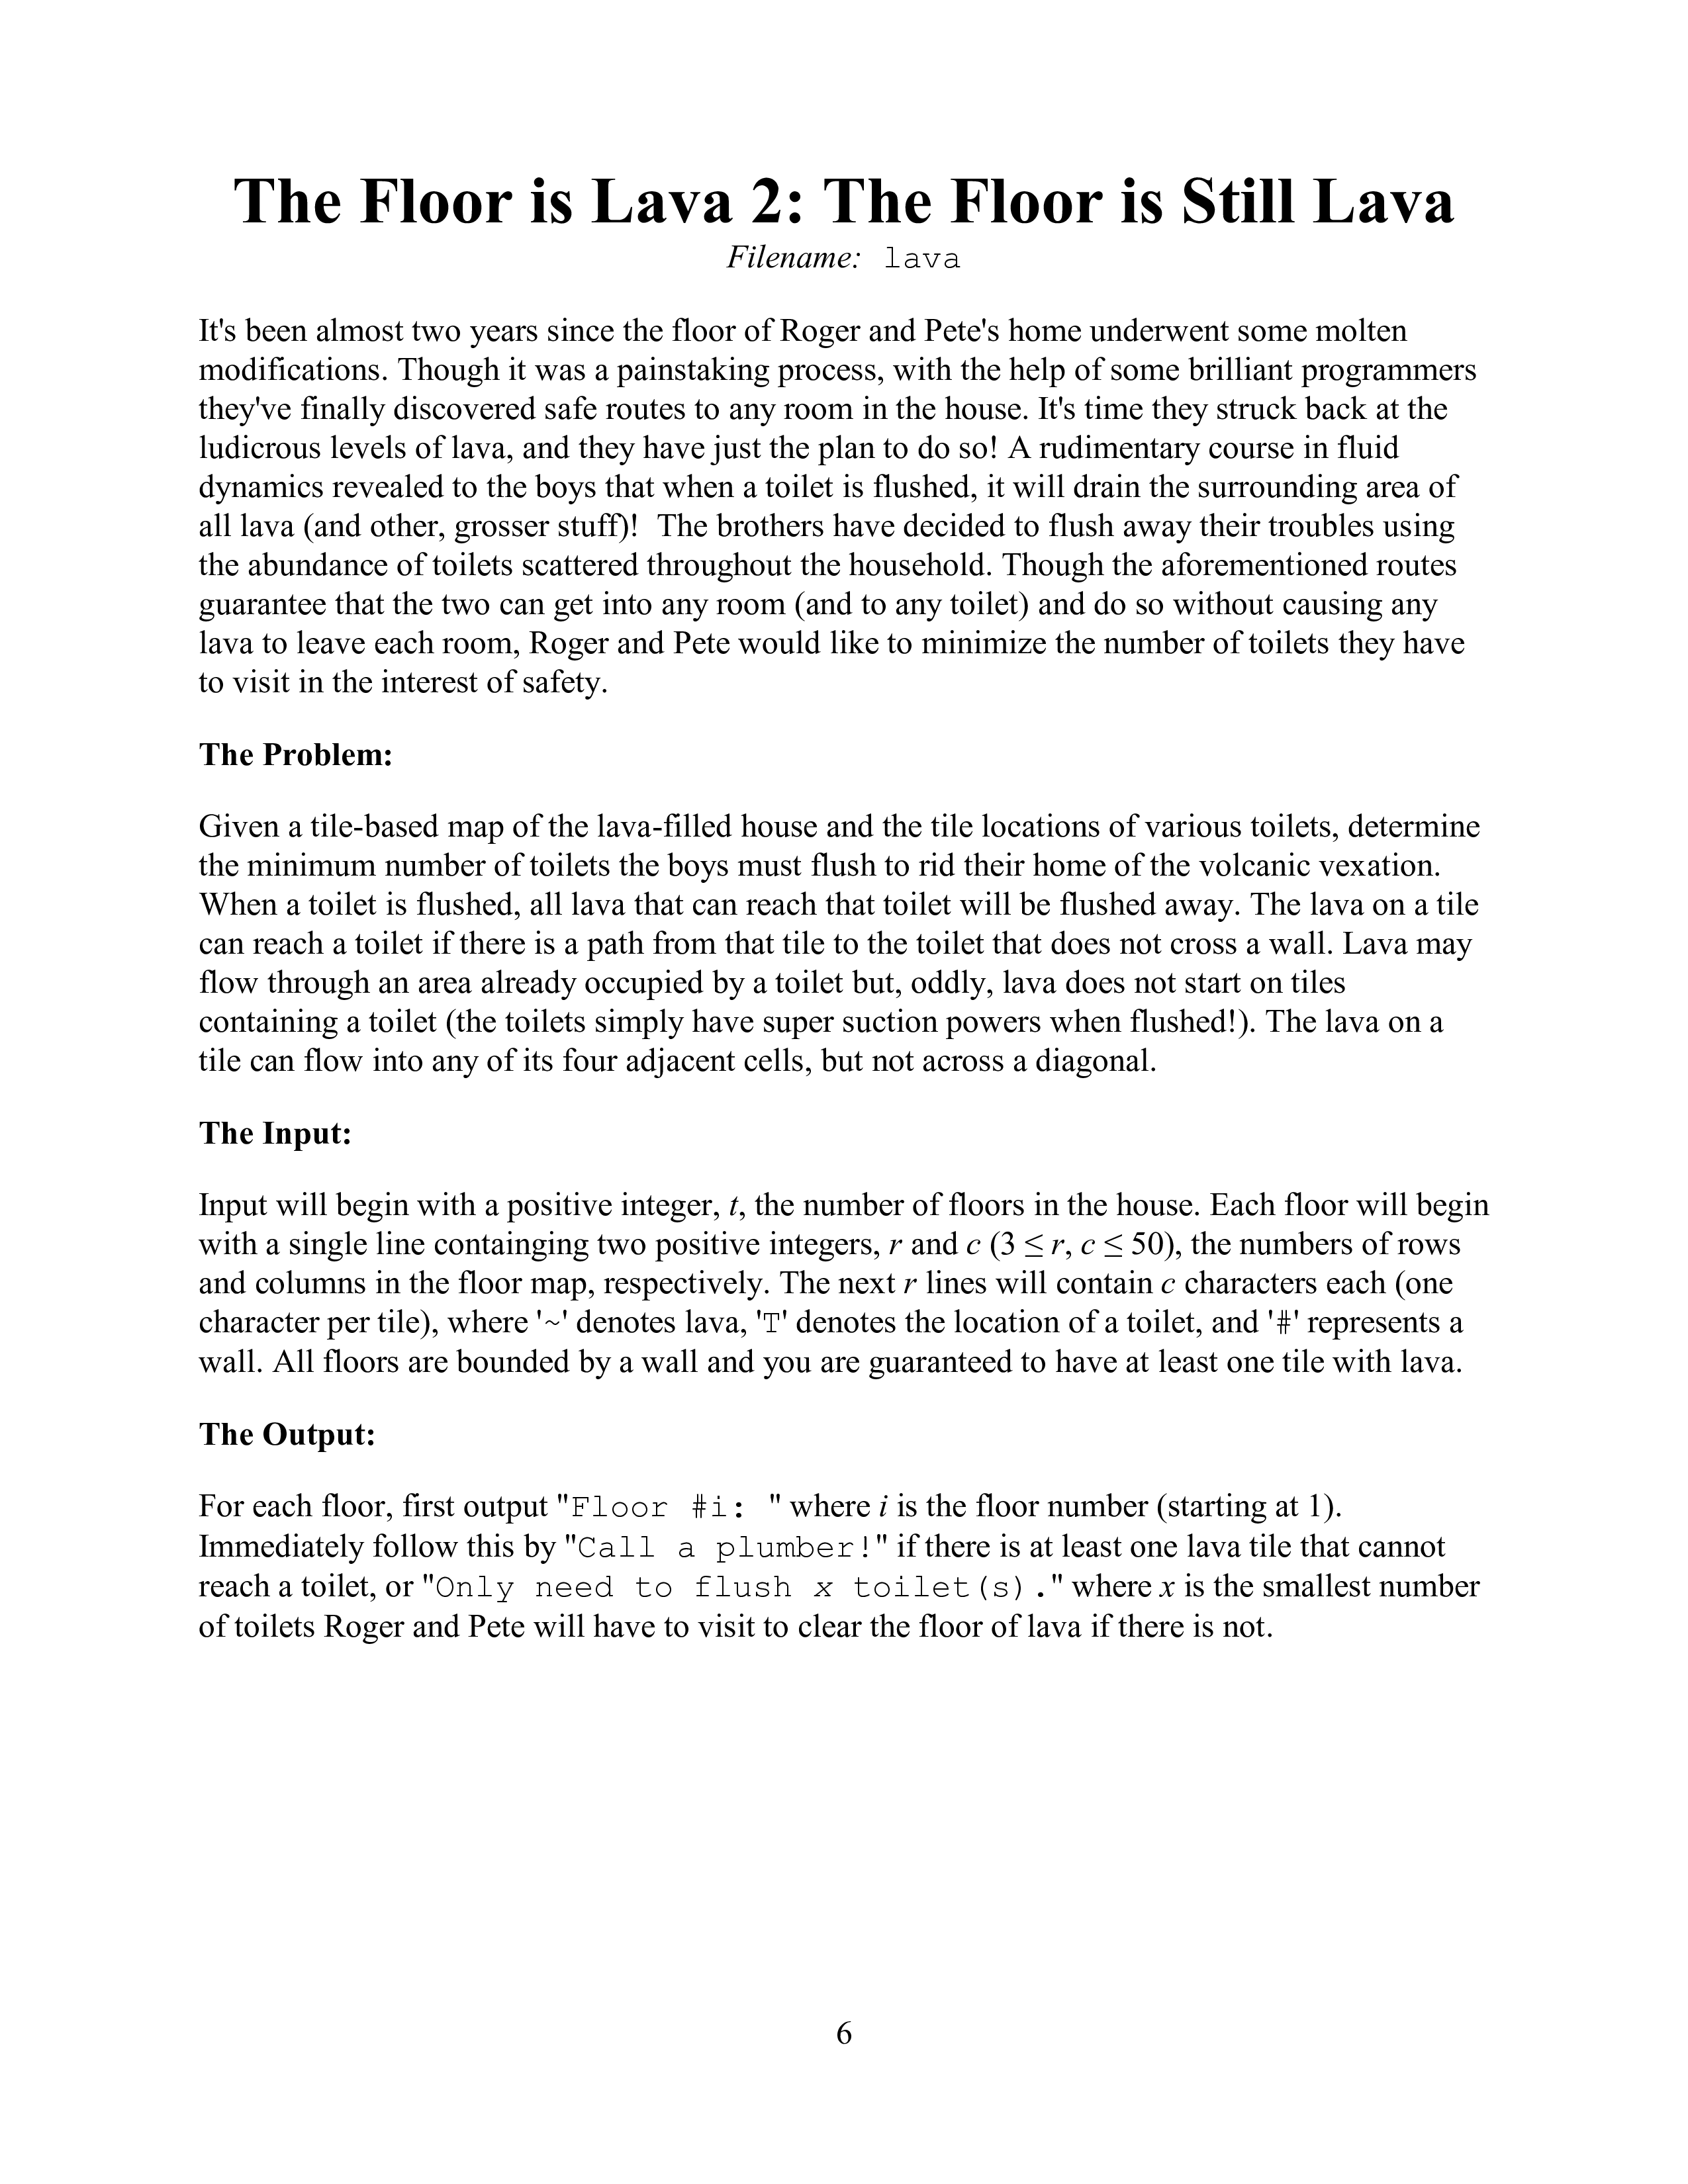 The Floor is Lava 2: The Floor is Still Lava
Filename: lava
It's been almost two years since the floor of Roger and Pete's home underwent some molten
modifications. Though it was a painstaking process, with the help of some brilliant programmers
they've finally discovered safe routes to any room in the house. It's time they struck back at the
ludicrous levels of lava, and they have just the plan to do so! A rudimentary course in fluid
dynamics revealed to the boys that when a toilet is flushed, it will drain the surrounding area of
all lava (and other, grosser stuff)!  The brothers have decided to flush away their troubles using
the abundance of toilets scattered throughout the household. Though the aforementioned routes
guarantee that the two can get into any room (and to any toilet) and do so without causing any
lava to leave each room, Roger and Pete would like to minimize the number of toilets they have
to visit in the interest of safety.
The Problem:
Given a tile-based map of the lava-filled house and the tile locations of various toilets, determine
the minimum number of toilets the boys must flush to rid their home of the volcanic vexation.
When a toilet is flushed, all lava that can reach that toilet will be flushed away. The lava on a tile
can reach a toilet if there is a path from that tile to the toilet that does not cross a wall. Lava may
flow through an area already occupied by a toilet but, oddly, lava does not start on tiles
containing a toilet (the toilets simply have super suction powers when flushed!). The lava on a
tile can flow into any of its four adjacent cells, but not across a diagonal.
The Input:
Input will begin with a positive integer, t, the number of floors in the house. Each floor will begin
with a single line containging two positive integers, r and c (3 ≤ r, c ≤ 50), the numbers of rows
and columns in the floor map, respectively. The next r lines will contain c characters each (one
character per tile), where '~' denotes lava, 'T' denotes the location of a toilet, and '#' represents a
wall. All floors are bounded by a wall and you are guaranteed to have at least one tile with lava.
The Output:
For each floor, first output "Floor #i: " where i is the floor number (starting at 1).
Immediately follow this by "Call a plumber!" if there is at least one lava tile that cannot
reach a toilet, or "Only need to flush x toilet(s)." where x is the smallest number
of toilets Roger and Pete will have to visit to clear the floor of lava if there is not.
6